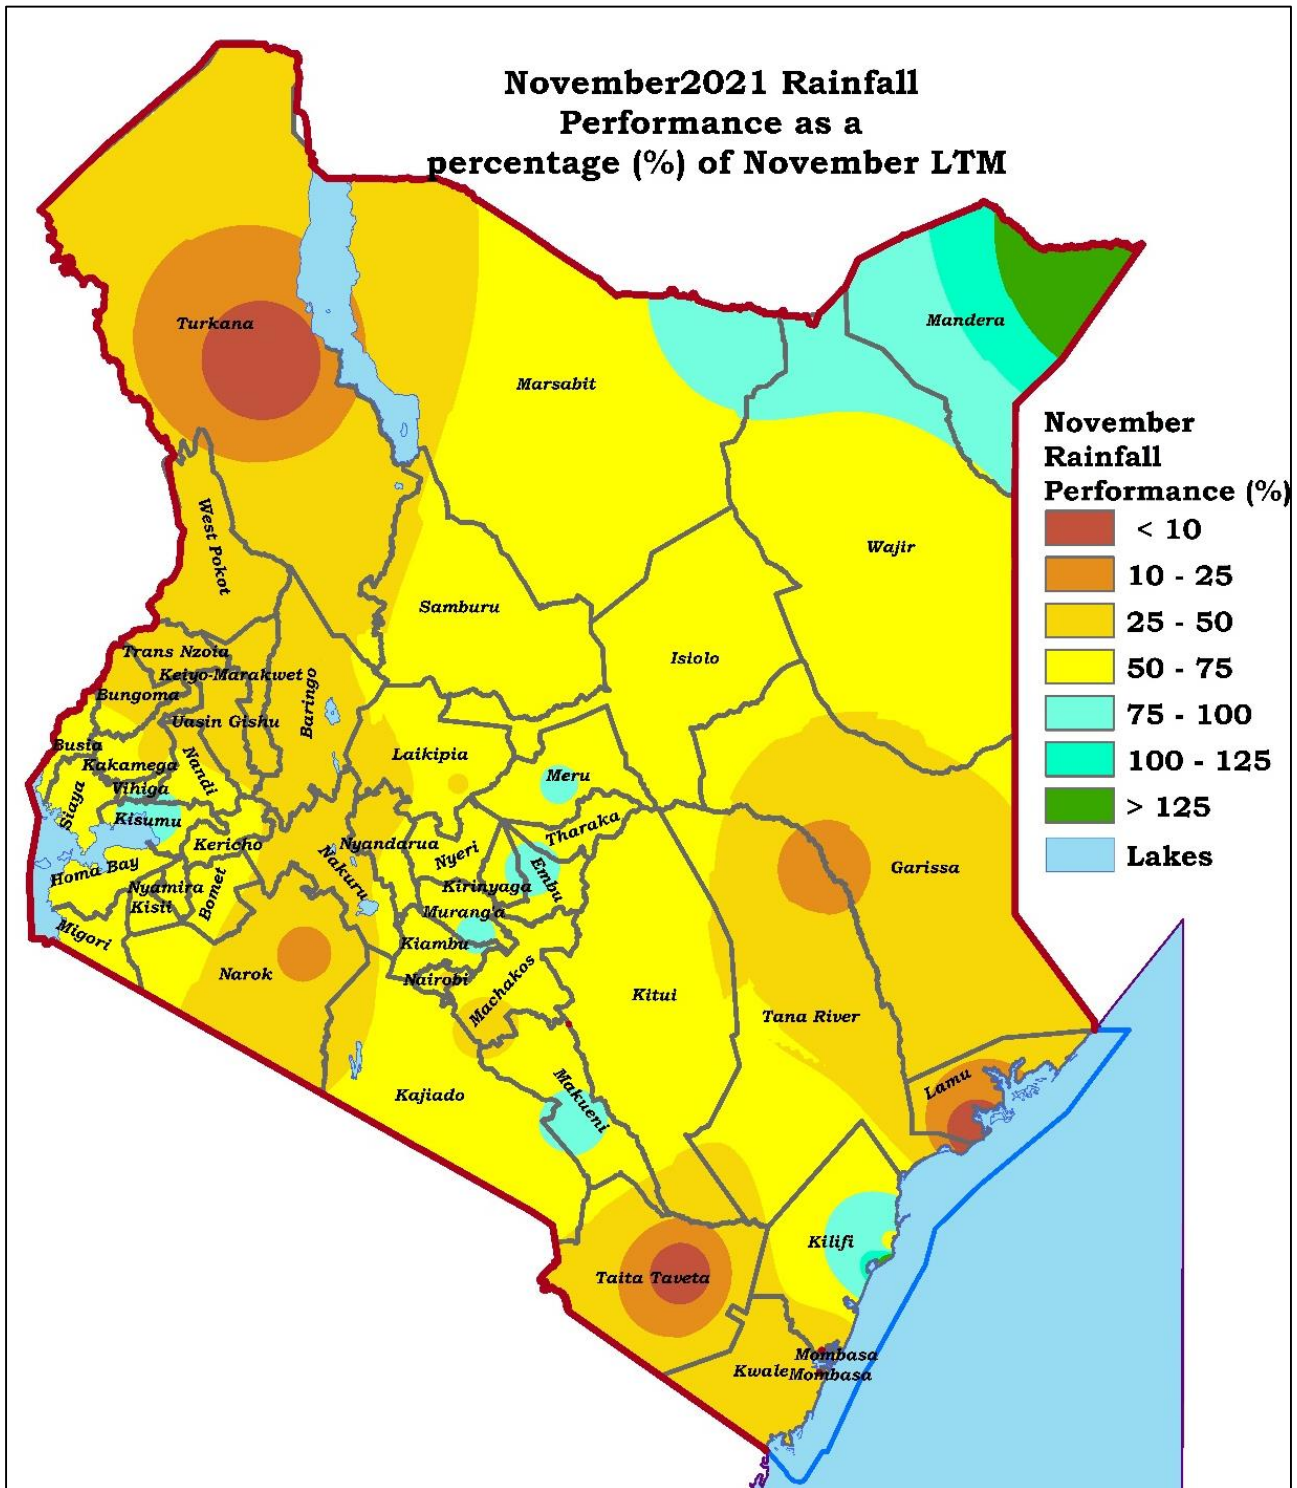 November2021 Rainfall
Performance as a
percentage (%) of November LTM
Turkana
Mandera
Marsabit
November
Rainfall
Performance (%)
< 10
10 - 25
25 - 50
50 - 75
75 - 100
100 - 125
> 125
Lakes
West Pokot
Wajir
Samburu
Isiolo
Trans Nzoia
Keiyo-Marakwet
Bungoma
Baringo
Uasin Gishu
Busia
Kakamega
Nandi
Laikipia
Meru
Vihiga
Siaya
Kisumu
Kericho
Nyandarua
Nyeri
Tharaka
Homa Bay
Nakuru
Garissa
Nyamira
Kisii
Bomet
Kirinyaga
Embu
Murang'a
Migori
Kiambu
Narok
Nairobi
Machakos
Kitui
Tana River
Kajiado
Makueni
Lamu
Kilifi
Taita Taveta
Mombasa
Kwale
Mombasa